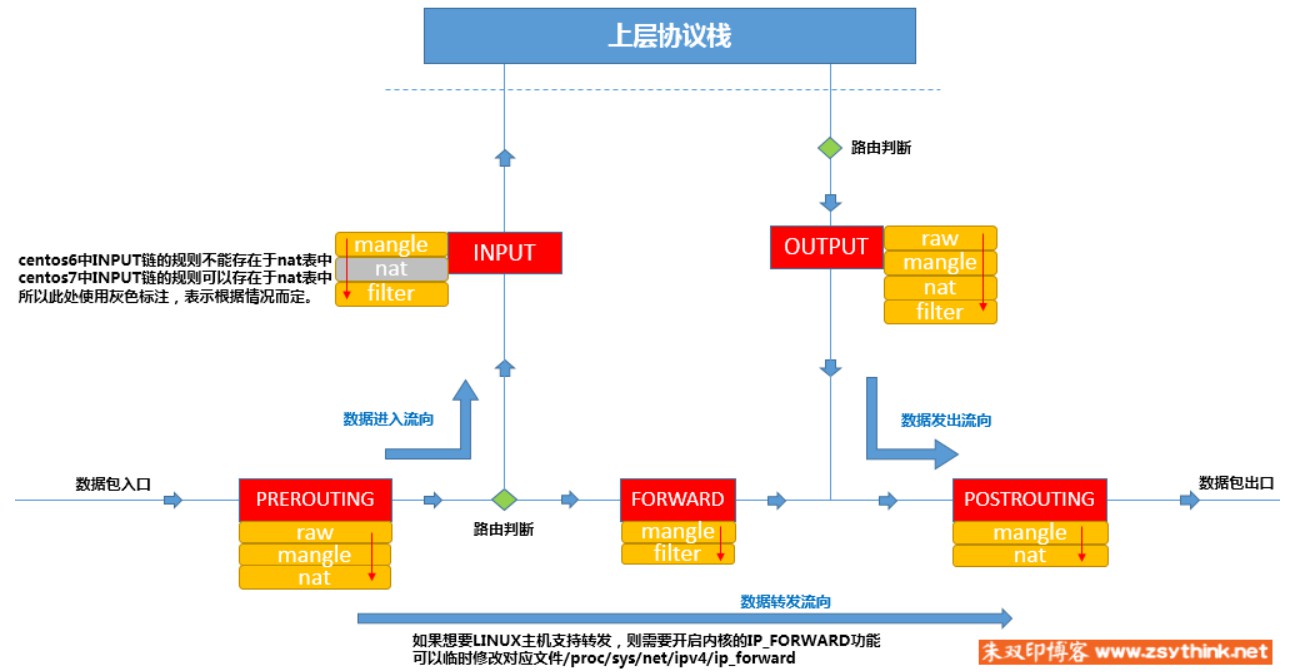 上层协议栈
路由判断
mangle
nat
filter
INPUT
OUTPUT
raw
mangle
nat
filter
centos6中INPUT链的规则不能存在于nat表中
centos7中INPUT链的规则可以存在于nat表中
所以此处使用灰色标注，表示根据情况而定。
数据进入流向
数据发出流向
数据包入口
PREROUTING
raw
mangle
nat
路由判断
FORWARD
mangle
filter
POSTROUTING
mangle
nat
数据包出口
数据转发流向
如果想要LINUX主机支持转发，则需要开启内核的IP_FORWARD功能
可以临时修改对应文件/proc/sys/net/ipv4/ip_forward
朱双印博客 www.zsythink.net